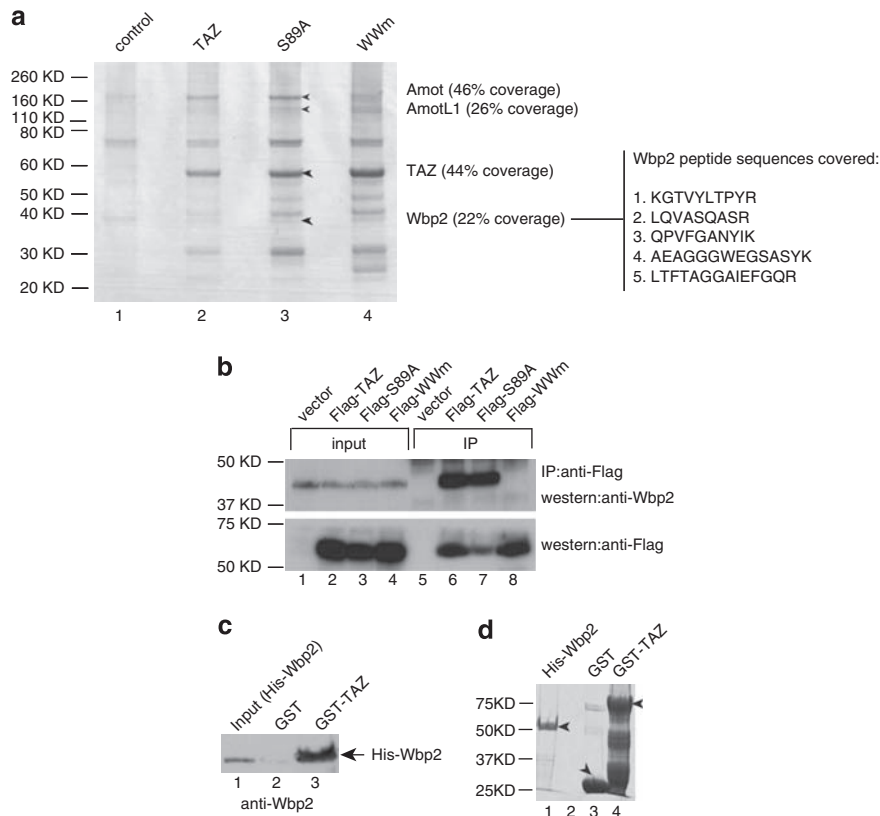 a
control TAZ S89A WWm
260 KD
160 KD
110 KD
80 KD
60 KD
50 KD
40 KD
30 KD
20 KD
1 2 3 4
Amot (46% coverage)
AmotL1 (26% coverage)
TAZ (44% coverage)
Wbp2 (22% coverage)
Wbp2 peptide sequences covered:
1. KGTVYLTPYR
2. LQVASQASR
3. QPVFGANYIK
4. AEAGGGWEGSASYK
5. LTFTAGGAIEFGQR
b
vector Flag-TAZ Flag-S89A Flag-WWm vector Flag-TAZ Flag-S89A Flag-WWm
input IP
50 KD
37 KD
IP:anti-Flag
western:anti-Wbp2
75 KD
50 KD
western:anti-Flag
1 2 3 4 5 6 7 8
c
Input (His-Wbp2) GST GST-TAZ
His-Wbp2
1 2 3
anti-Wbp2
d
His-Wbp2 GST GST-TAZ
75KD
50KD
37KD
25KD
1 2 3 4